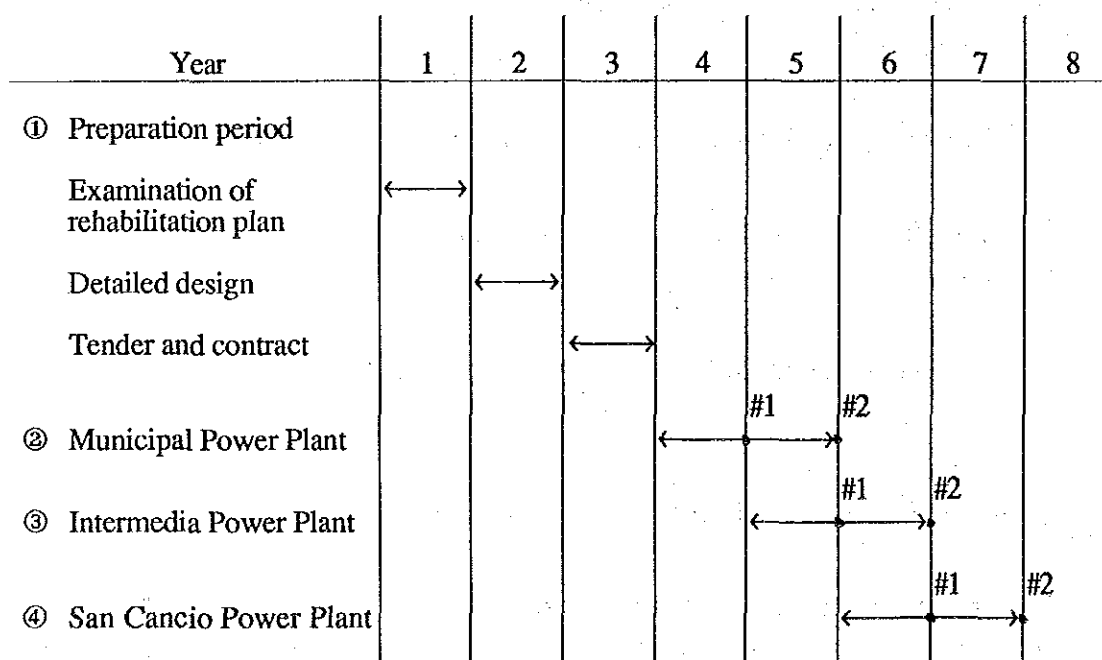 Year 1 2 3 4 5 6 7 8
① Preparation period
Examination of
rehabilitation plan
Detailed design
Tender and contract
#1 #2
② Municipal Power Plant
#1 #2
③ Intermedia Power Plant
#1 #2
④ San Cancio Power Plant